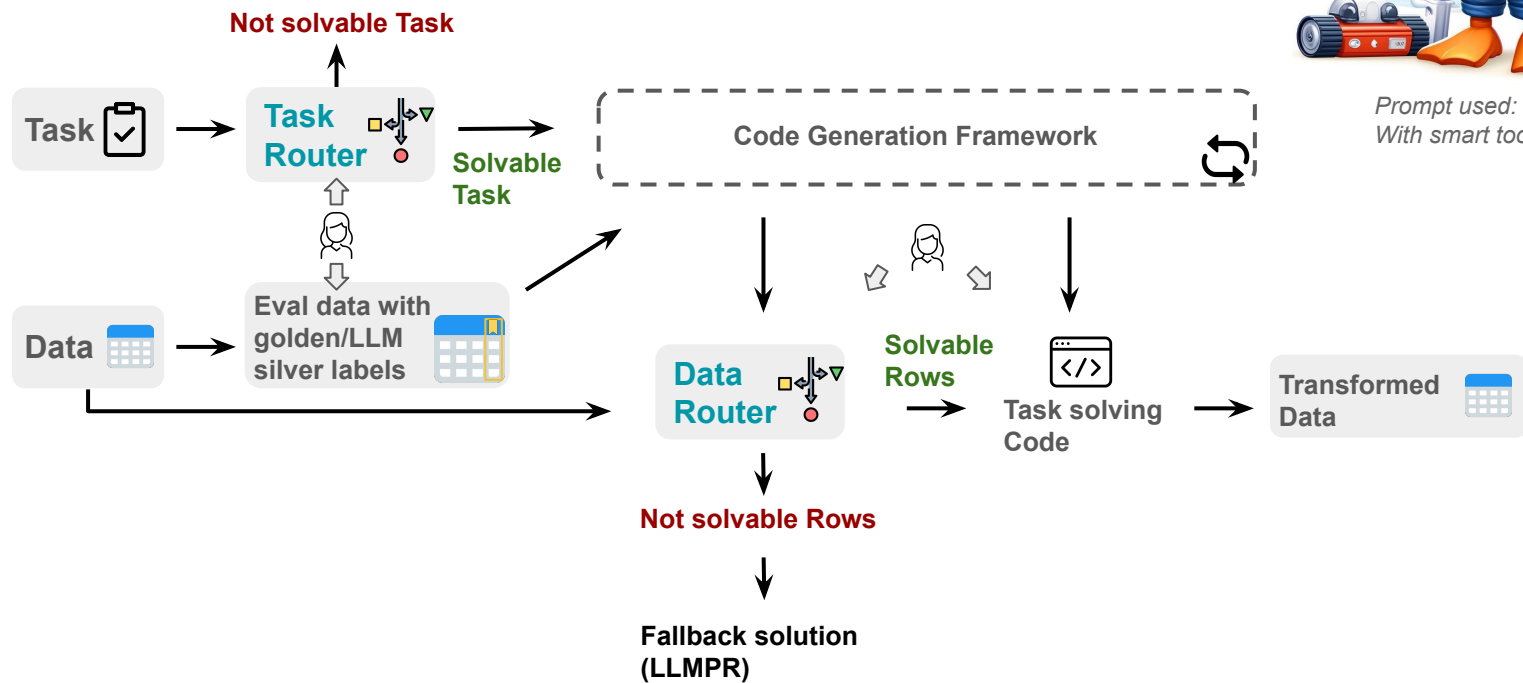 Not solvable Task
Task
Task
Router
Solvable
Task
Code Generation Framework
Prompt used:
With smart
Data
Eval data with
golden/LLM
silver labels
Data
Router
Solvable
Rows
</>
Task solving
Code
Transformed
Data
Not solvable Rows
Fallback solution
(LLMPR)